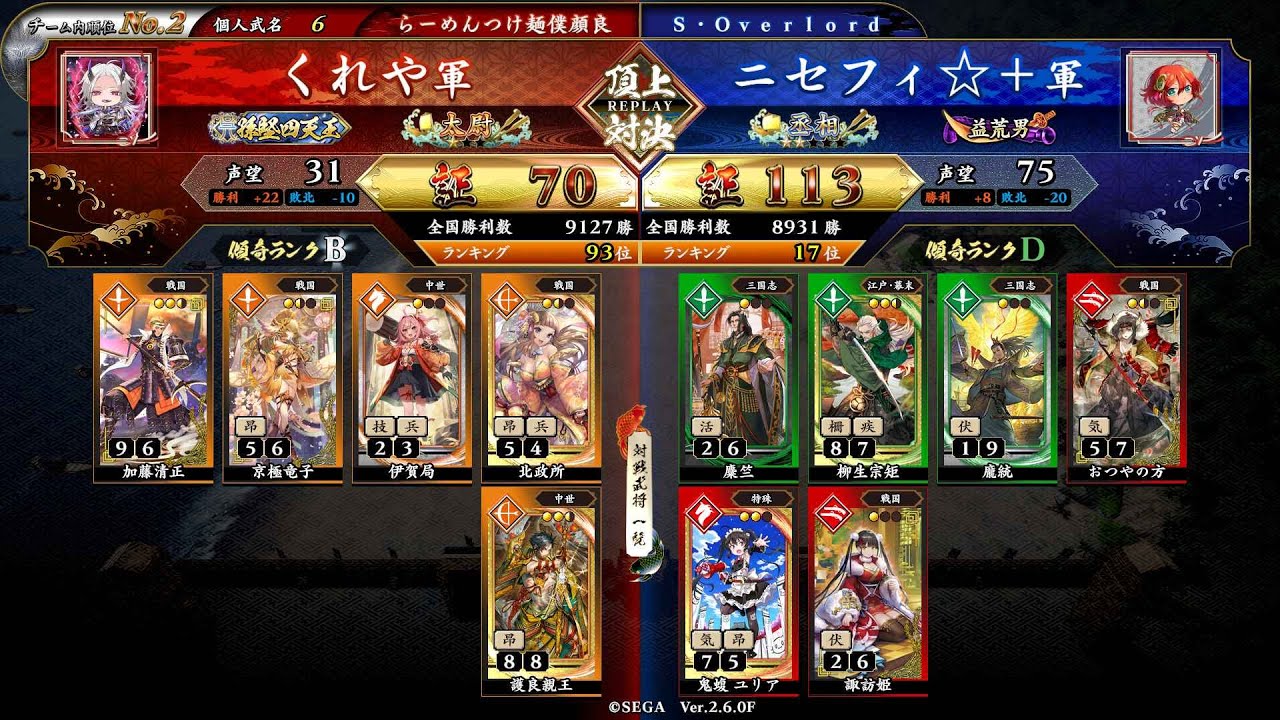 チーム内順位 No.2 個人武名 6 らーめんつけ麺僕顔良
S・Overlord
くれや軍
頂上
REPLAY
対決
ニセフィ☆十軍
孫堅四天王 太尉
丞相 益荒男
声望 31
勝利 +22 敗北 -10
証 70
証 113
声望 75
勝利 +8 敗北 -20
全国勝利数 9127勝
全国勝利数 8931勝
傾奇ランクB
ランキング 93位
ランキング 17位
傾奇ランクD
戦国
9 6
加藤清正
戦国
昂
5 6
京極竜子
中世
技 兵
2 3
伊賀局
戦国
昂 兵
5 4
北政所
三国志
活
2 6
麋竺
江戸・幕末
柵 疾
8 7
柳生宗矩
三国志
伏
1 9
龐統
戦国
気
5 7
おつやの方
対戦武将一覧
中世
昂
8 8
護良親王
特殊
気 昂
7 5
鬼蝮 ユリア
戦国
伏
2 6
諏訪姫
©SEGA Ver.2.6.0F